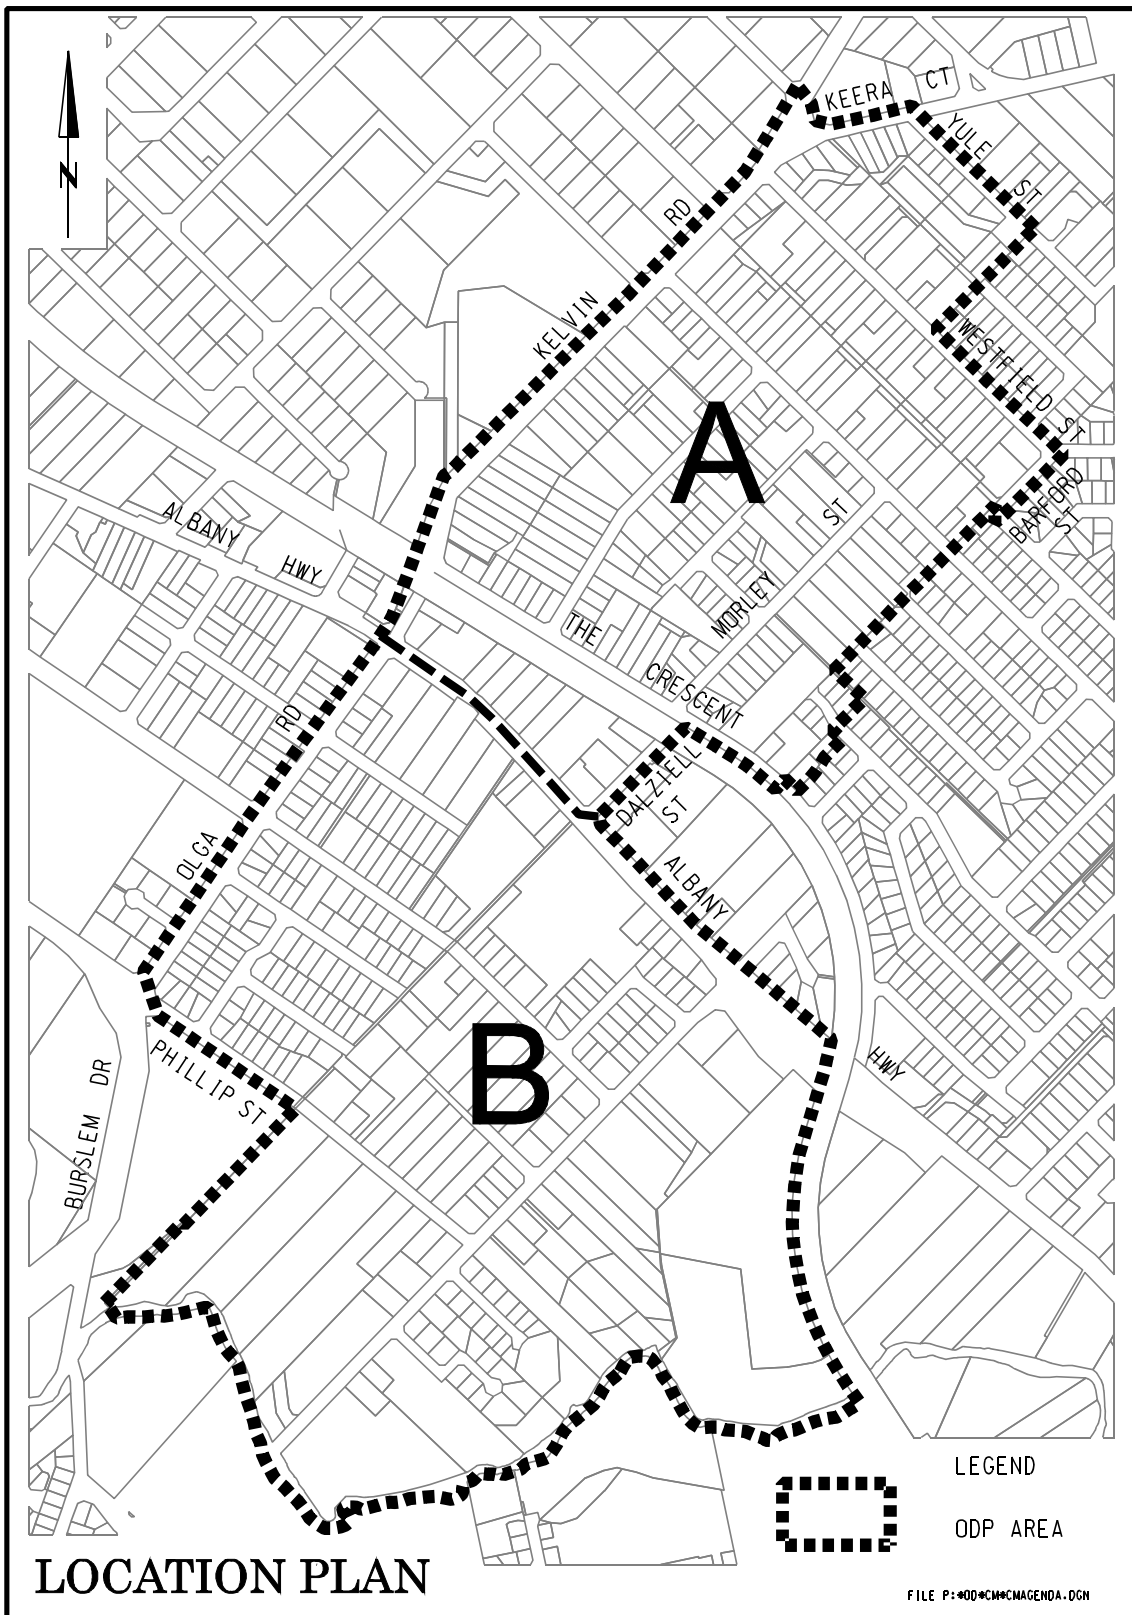 N
KEERA CT
YULE ST
KELVIN RD
WESTFIELD ST
A
BARFORD ST
ALBANY HWY
MORLEY ST
THE CRESCENT
OLGA RD
DALZIELL ST
ALBANY HWY
B
PHILLIP ST
BURSLEM DR
LEGEND
ODP AREA
LOCATION PLAN
FILE P:*OD*CM*CMAGENDA.DGN